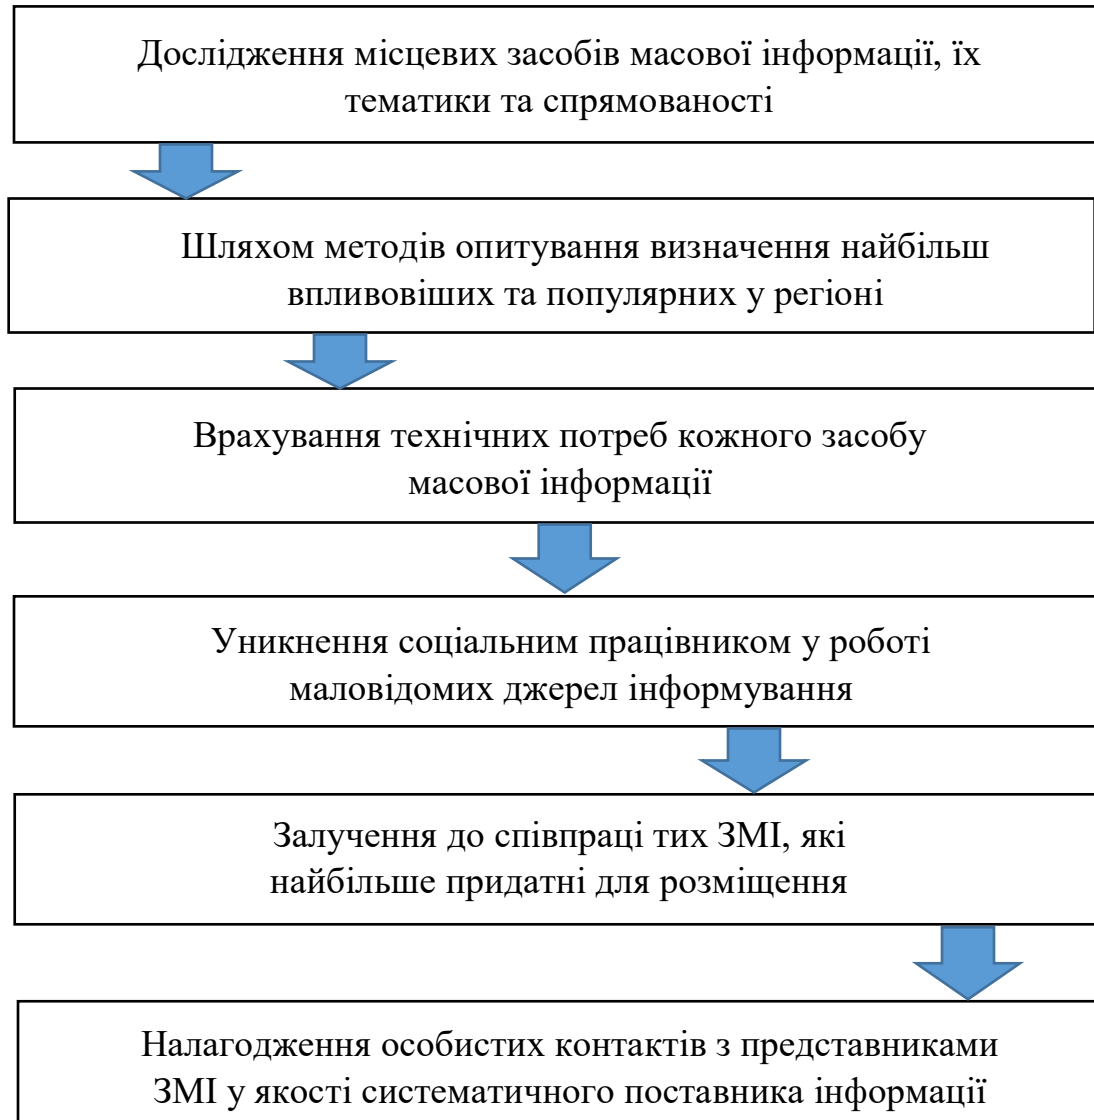 Дослідження місцевих засобів масової інформації, їх
тематики та спрямованості
Шляхом методів опитування визначення найбільш
впливовіших та популярних у регіоні
Врахування технічних потреб кожного засобу
масової інформації
Уникнення соціальним працівником у роботі
маловідомих джерел інформування
Залучення до співпраці тих ЗМІ, які
найбільше придатні для розміщення
Налагодження особистих контактів з представниками
ЗМІ у якості систематичного поставника інформації